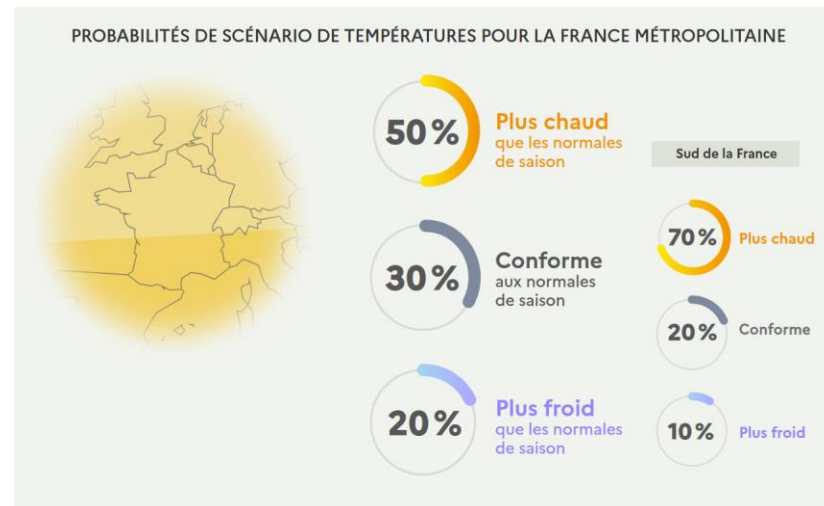 PROBABILITÉS DE SCÉNARIO DE TEMPÉRATURES POUR LA FRANCE MÉTROPOLITAINE
50 %
Plus chaud
que les normales
de saison
30 %
Conforme
aux normales
de saison
20 %
Plus froid
que les normales
de saison
Sud de la France
70 %
Plus chaud
20 %
Conforme
10 %
Plus froid